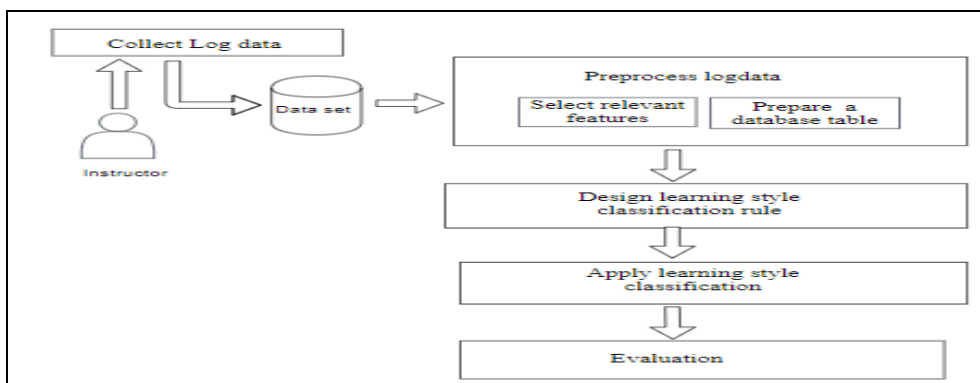 Collect Log data
Data set
Instructor
Preprocess logdata
Select relevant
features
Prepare a
database table
Design learning style
classification rule
Apply learning style
classification
Evaluation